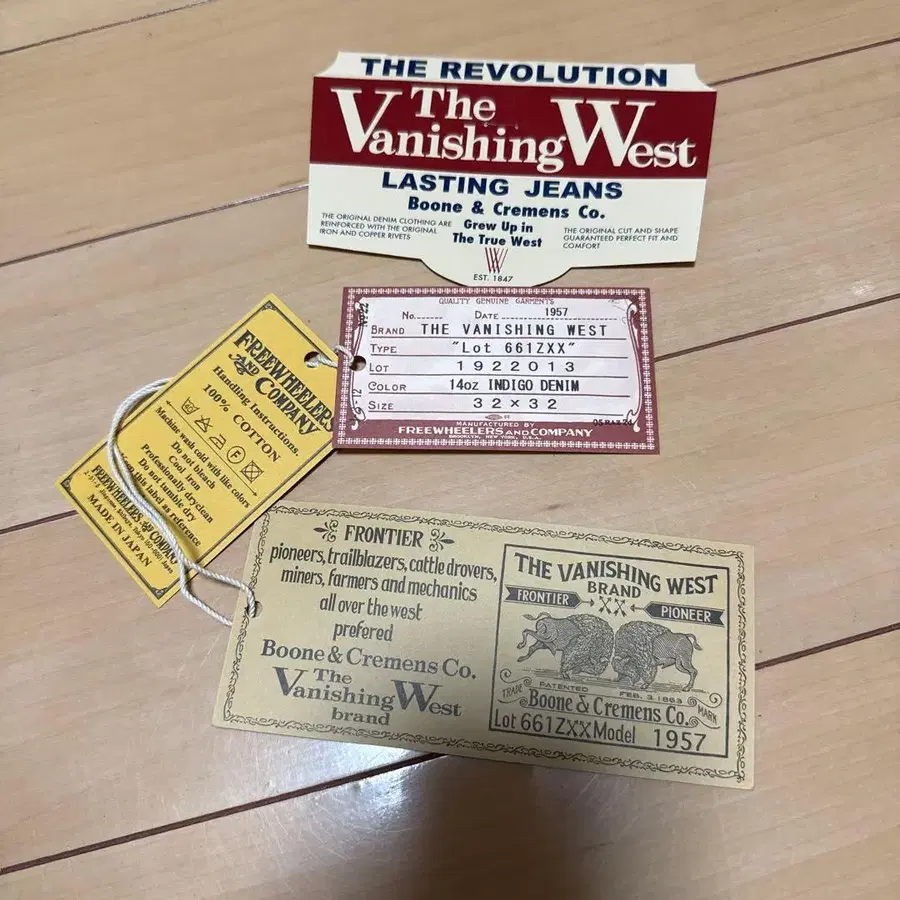 THE REVOLUTION
The
Vanishing West
LASTING JEANS
Boone & Cremens Co.
THE ORIGINAL DENIM CLOTHING ARE
REINFORCED WITH THE ORIGINAL
IRON AND COPPER RIVETS
Grew Up in
The True West
THE ORIGINAL CUT AND SHAPE
GUARANTEED PERFECT FIT AND
COMFORT
EST. 1847
QUALITY GENUINE GARMENTS
No. DATE 1957
BRAND THE VANISHING WEST
TYPE "Lot 661ZXX"
LOT 1922013
COLOR 14oz INDIGO DENIM
SIZE 32×32
MANUFACTURED BY
FREEWHEELERS AND COMPANY
BROOKLYN, NEW YORK, U.S.A.
FREEWHEELERS
AND COMPANY
Handling Instructions.
100% COTTON
F
Machine wash cold with like colors
Do not bleach
Cool Iron
Professionally dryclean
Do not tumble dry
this label as reference
FREEWHEELERS AND COMPANY
MADE IN JAPAN
FRONTIER
pioneers, trailblazers, cattle drovers,
miners, farmers and mechanics
all over the west
prefered
Boone & Cremens Co.
The
Vanishing West
brand
THE VANISHING WEST
BRAND
FRONTIER
PIONEER
PATENTED FEB. 3.1863
TRADE MARK
Boone & Cremens Co.
Lot 661ZXX Model 1957